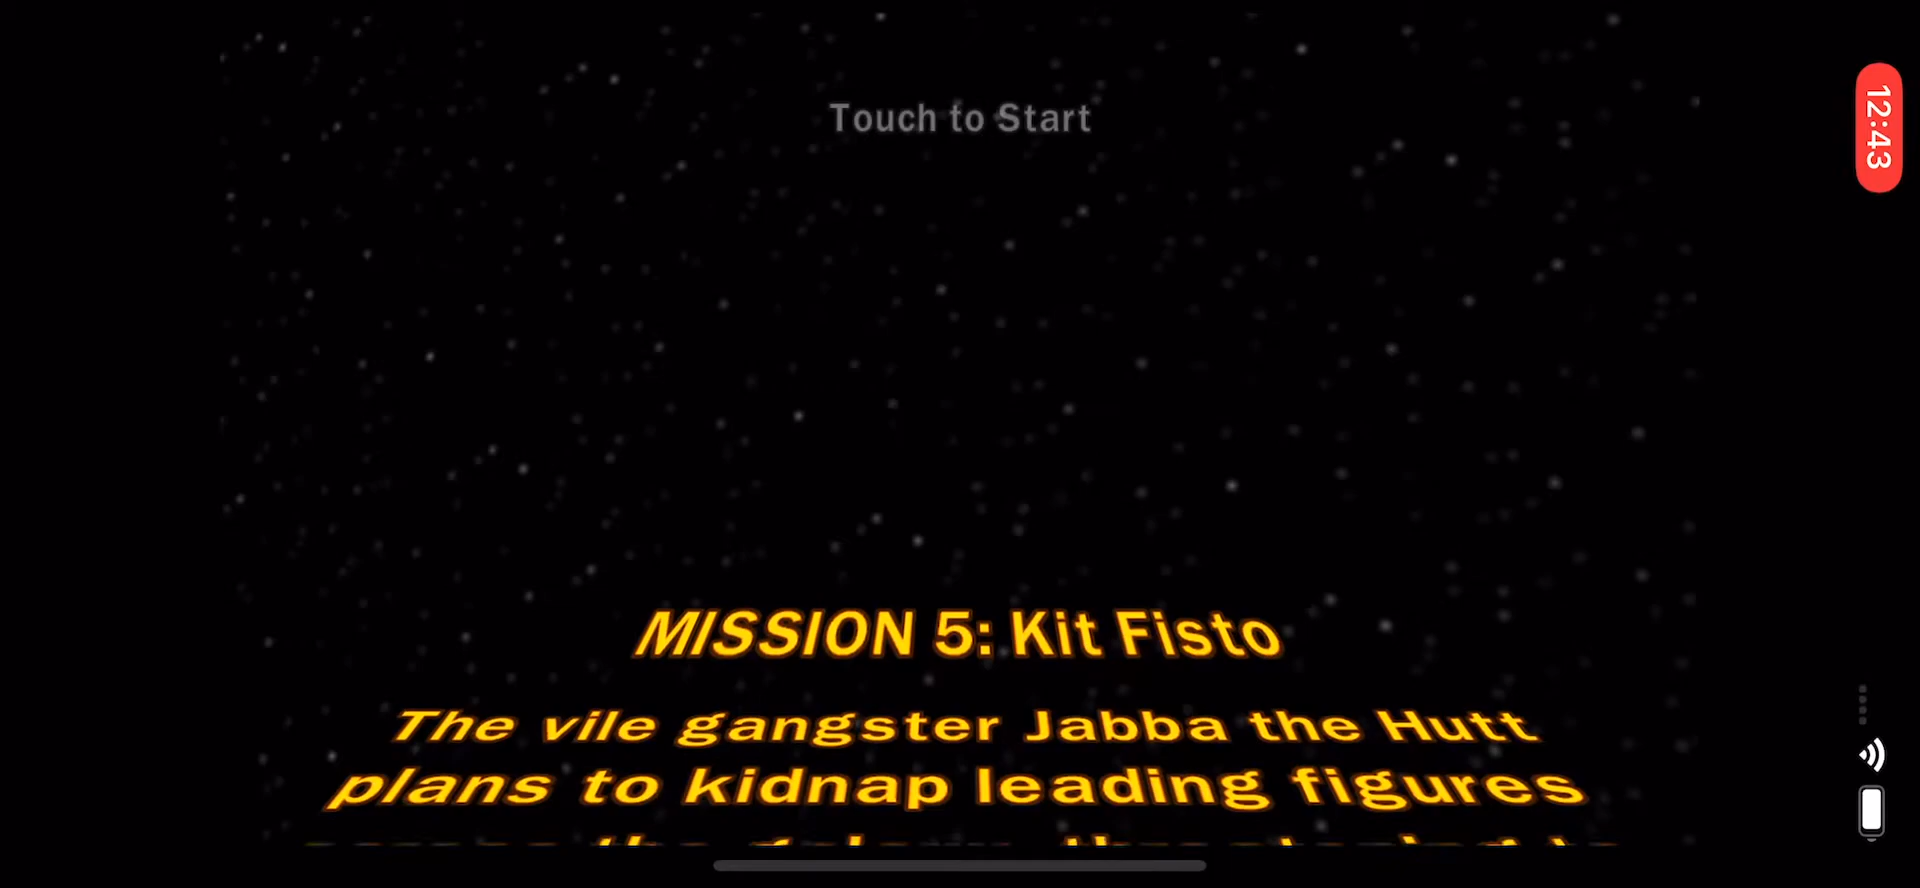 Touch to Start
12:43
MISSION 5: Kit Fisto
The vile gangster Jabba the Hutt
plans to kidnap leading figures